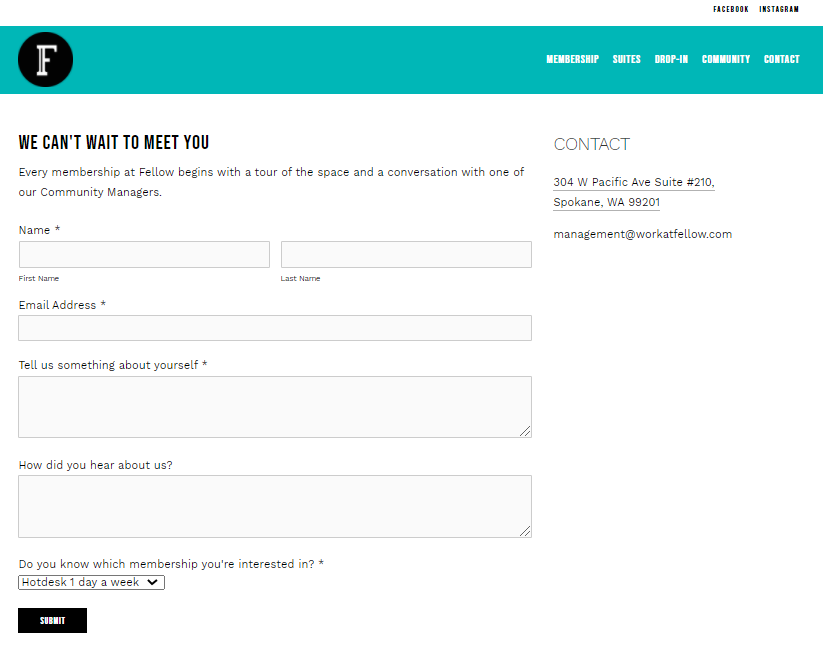 FACEBOOK INSTAGRAM
F
MEMBERSHIP SUITES DROP-IN COMMUNITY CONTACT
WE CAN'T WAIT TO MEET YOU
Every membership at Fellow begins with a tour of the space and a conversation with one of
our Community Managers.
Name *
First Name Last Name
Email Address *
Tell us something about yourself *
How did you hear about us?
Do you know which membership you're interested in? *
Hotdesk 1 day a week
SUBMIT
CONTACT
304 W Pacific Ave Suite #210,
Spokane, WA 99201
management@workatfellow.com